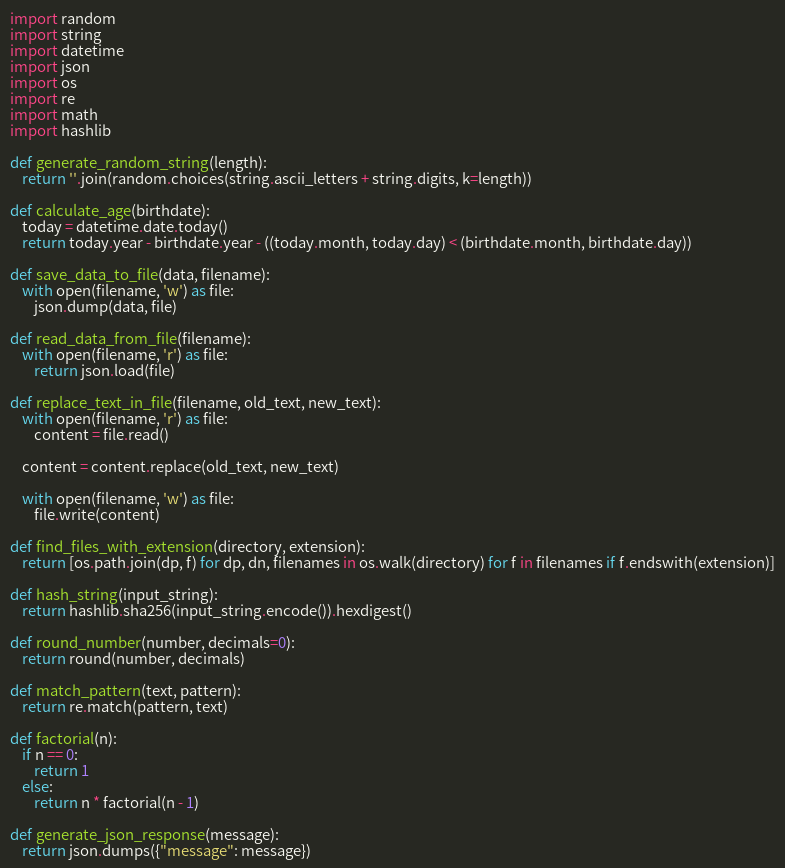 import random
import string
import datetime
import json
import os
import re
import math
import hashlib

def generate_random_string(length):
    return ''.join(random.choices(string.ascii_letters + string.digits, k=length))

def calculate_age(birthdate):
    today = datetime.date.today()
    return today.year - birthdate.year - ((today.month, today.day) < (birthdate.month, birthdate.day))

def save_data_to_file(data, filename):
    with open(filename, 'w') as file:
        json.dump(data, file)

def read_data_from_file(filename):
    with open(filename, 'r') as file:
        return json.load(file)

def replace_text_in_file(filename, old_text, new_text):
    with open(filename, 'r') as file:
        content = file.read()

    content = content.replace(old_text, new_text)

    with open(filename, 'w') as file:
        file.write(content)

def find_files_with_extension(directory, extension):
    return [os.path.join(dp, f) for dp, dn, filenames in os.walk(directory) for f in filenames if f.endswith(extension)]

def hash_string(input_string):
    return hashlib.sha256(input_string.encode()).hexdigest()

def round_number(number, decimals=0):
    return round(number, decimals)

def match_pattern(text, pattern):
    return re.match(pattern, text)

def factorial(n):
    if n == 0:
        return 1
    else:
        return n * factorial(n - 1)

def generate_json_response(message):
    return json.dumps({"message": message})